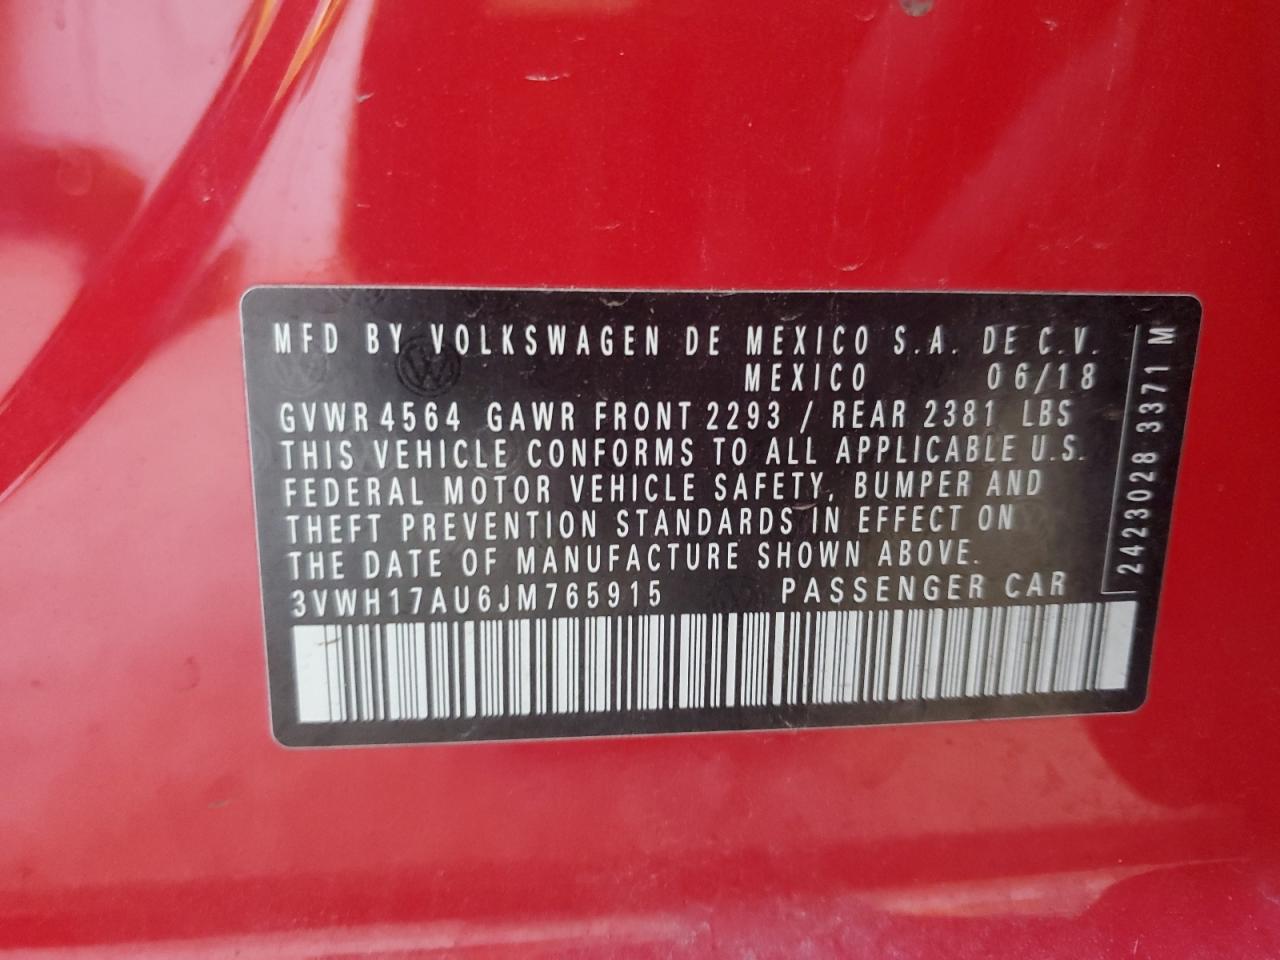 MFD BY VOLKSWAGEN DE MEXICO S.A. DE C.V.
MEXICO 06/18
GVWR 4564 GAWR FRONT 2293 / REAR 2381 LBS
THIS VEHICLE CONFORMS TO ALL APPLICABLE U.S.
FEDERAL MOTOR VEHICLE SAFETY, BUMPER AND
THEFT PREVENTION STANDARDS IN EFFECT ON
THE DATE OF MANUFACTURE SHOWN ABOVE.
3VWH17AU6JM765915 PASSENGER CAR
2423028 3371 M